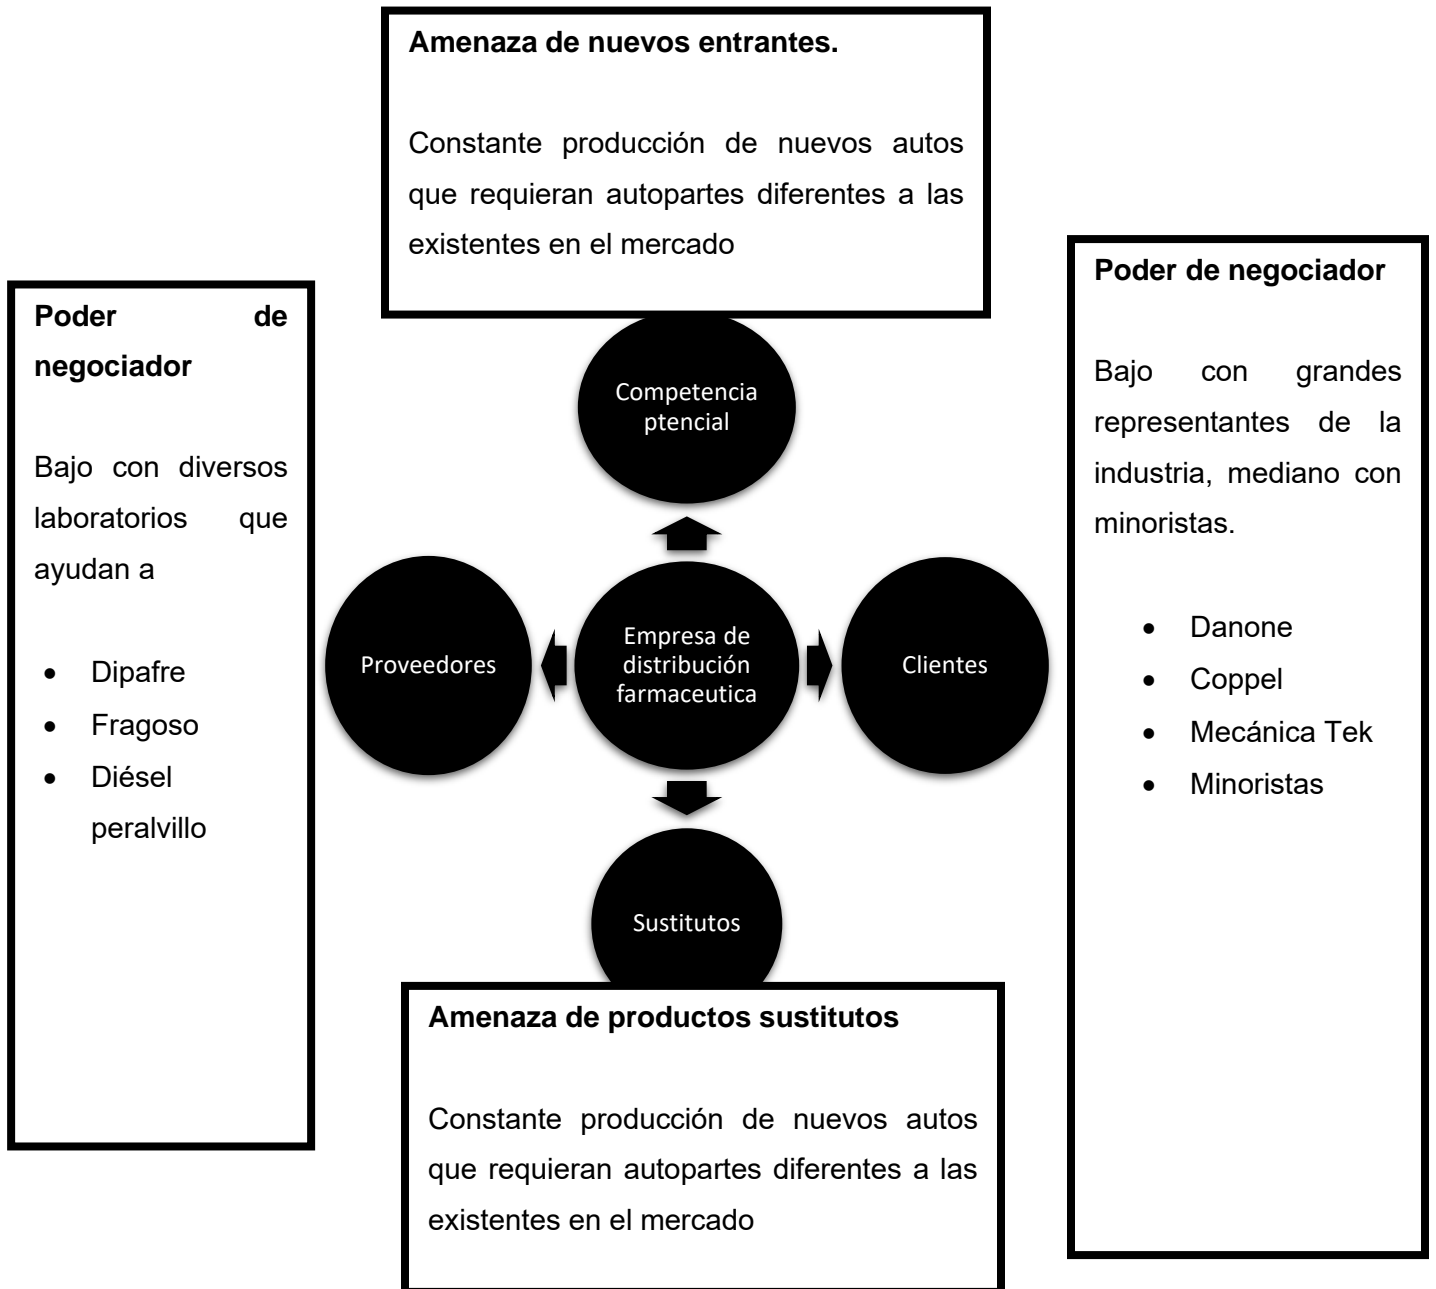 Amenaza de nuevos entrantes.
Constante producción de nuevos autos
que requieran autopartes diferentes a las
existentes en el mercado
Poder de
negociador
Bajo con diversos
laboratorios que
ayudan a
• Dipafre
• Fragoso
• Diésel
peralvillo
Competencia
ptencial
Proveedores
Empresa de
distribución
farmaceutica
Clientes
Sustitutos
Poder de negociador
Bajo con grandes
representantes de la
industria, mediano con
minoristas.
• Danone
• Coppel
• Mecánica Tek
• Minoristas
Amenaza de productos sustitutos
Constante producción de nuevos autos
que requieran autopartes diferentes a las
existentes en el mercado